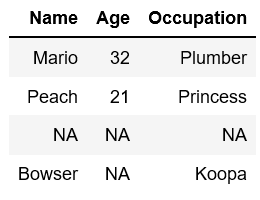 Name Age Occupation
Mario 32 Plumber
Peach 21 Princess
NA NA NA
Bowser NA Koopa